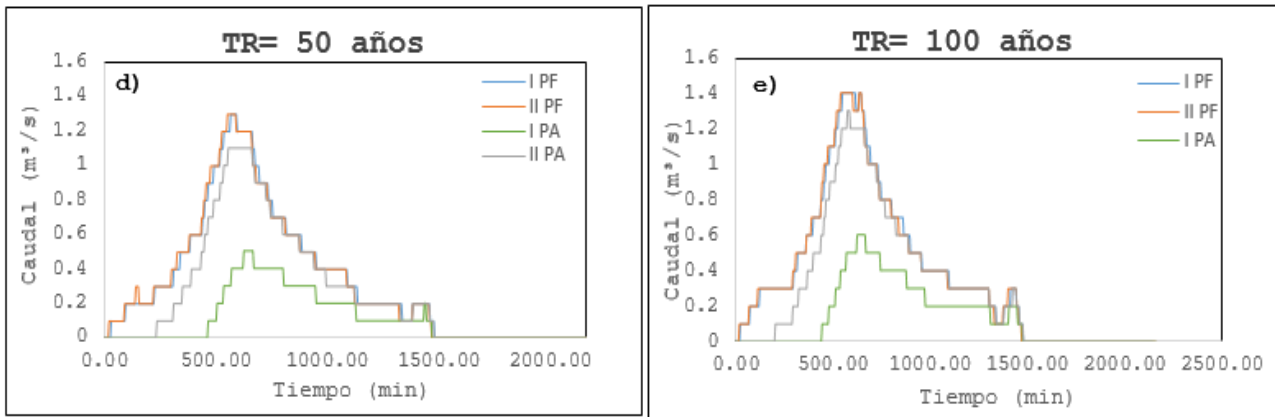 TR= 50 años
d)
Caudal (m³/s)
1.6
1.4
1.2
1
0.8
0.6
0.4
0.2
0
I PF
II PF
I PA
II PA
0.00 500.00 1000.00 1500.00 2000.00
Tiempo (min)
TR= 100 años
e)
Caudal (m³/s)
1.6
1.4
1.2
1
0.8
0.6
0.4
0.2
0
I PF
II PF
I PA
0.00 500.00 1000.00 1500.00 2000.00 2500.00
Tiempo (min)